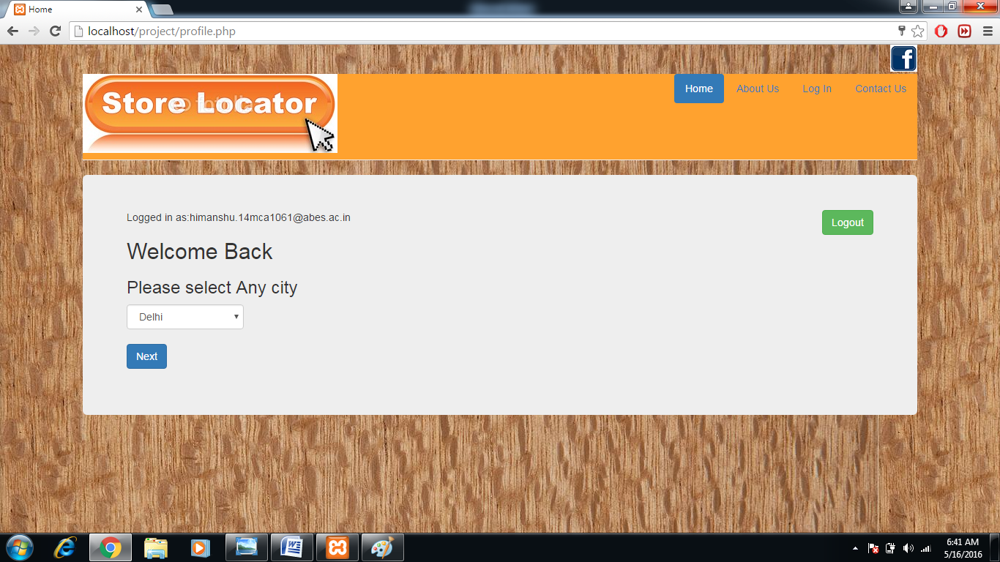 Home
localhost/project/profile.php
f
Store Locator
Home
About Us
Log In
Contact Us
Logged in as:himanshu.14mca1061@abes.ac.in
Logout
Welcome Back
Please select Any city
Delhi
Next
6:41 AM
5/16/2016